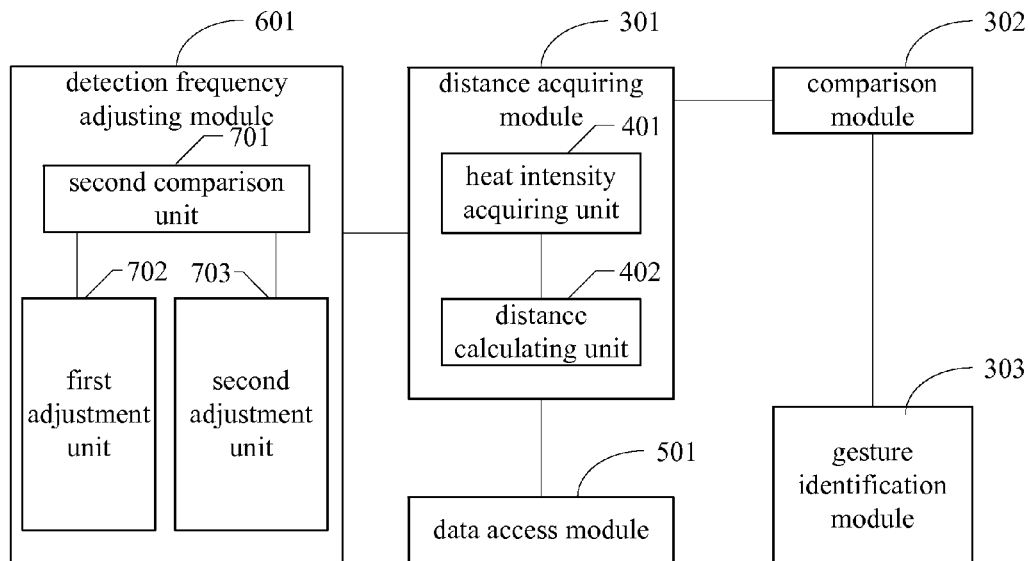 601
detection frequency
adjusting module
701
second comparison
unit
702
first
adjustment
unit
703
second
adjustment unit
301
distance acquiring
module
401
heat intensity
acquiring unit
402
distance
calculating unit
501
data access module
302
comparison
module
303
gesture
identification
module